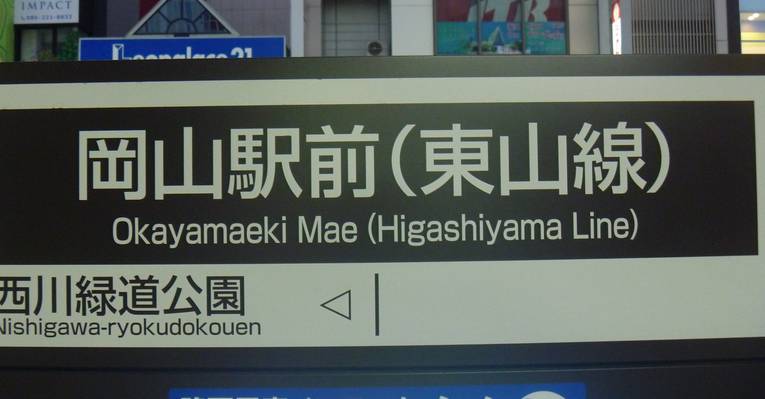 IMPACT
岡山駅前(東山線)
Okayamaeki Mae (Higashiyama Line)
西川緑道公園
Nishigawa-ryokudokouen